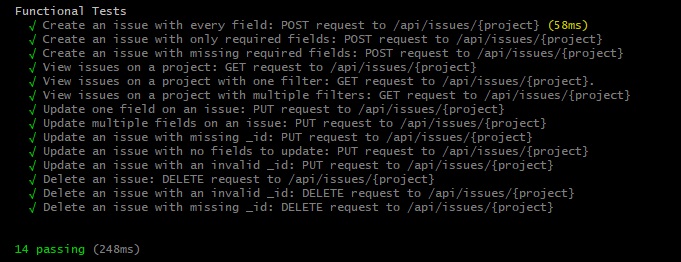 Functional Tests
√ Create an issue with every field: POST request to /api/issues/{project} (58ms)
√ Create an issue with only required fields: POST request to /api/issues/{project}
√ Create an issue with missing required fields: POST request to /api/issues/{project}
√ View issues on a project: GET request to /api/issues/{project}
√ View issues on a project with one filter: GET request to /api/issues/{project}.
√ View issues on a project with multiple filters: GET request to /api/issues/{project}
√ Update one field on an issue: PUT request to /api/issues/{project}
√ Update multiple fields on an issue: PUT request to /api/issues/{project}
√ Update an issue with missing _id: PUT request to /api/issues/{project}
√ Update an issue with no fields to update: PUT request to /api/issues/{project}
√ Update an issue with an invalid _id: PUT request to /api/issues/{project}
√ Delete an issue: DELETE request to /api/issues/{project}
√ Delete an issue with an invalid _id: DELETE request to /api/issues/{project}
√ Delete an issue with missing _id: DELETE request to /api/issues/{project}
14 passing (248ms)